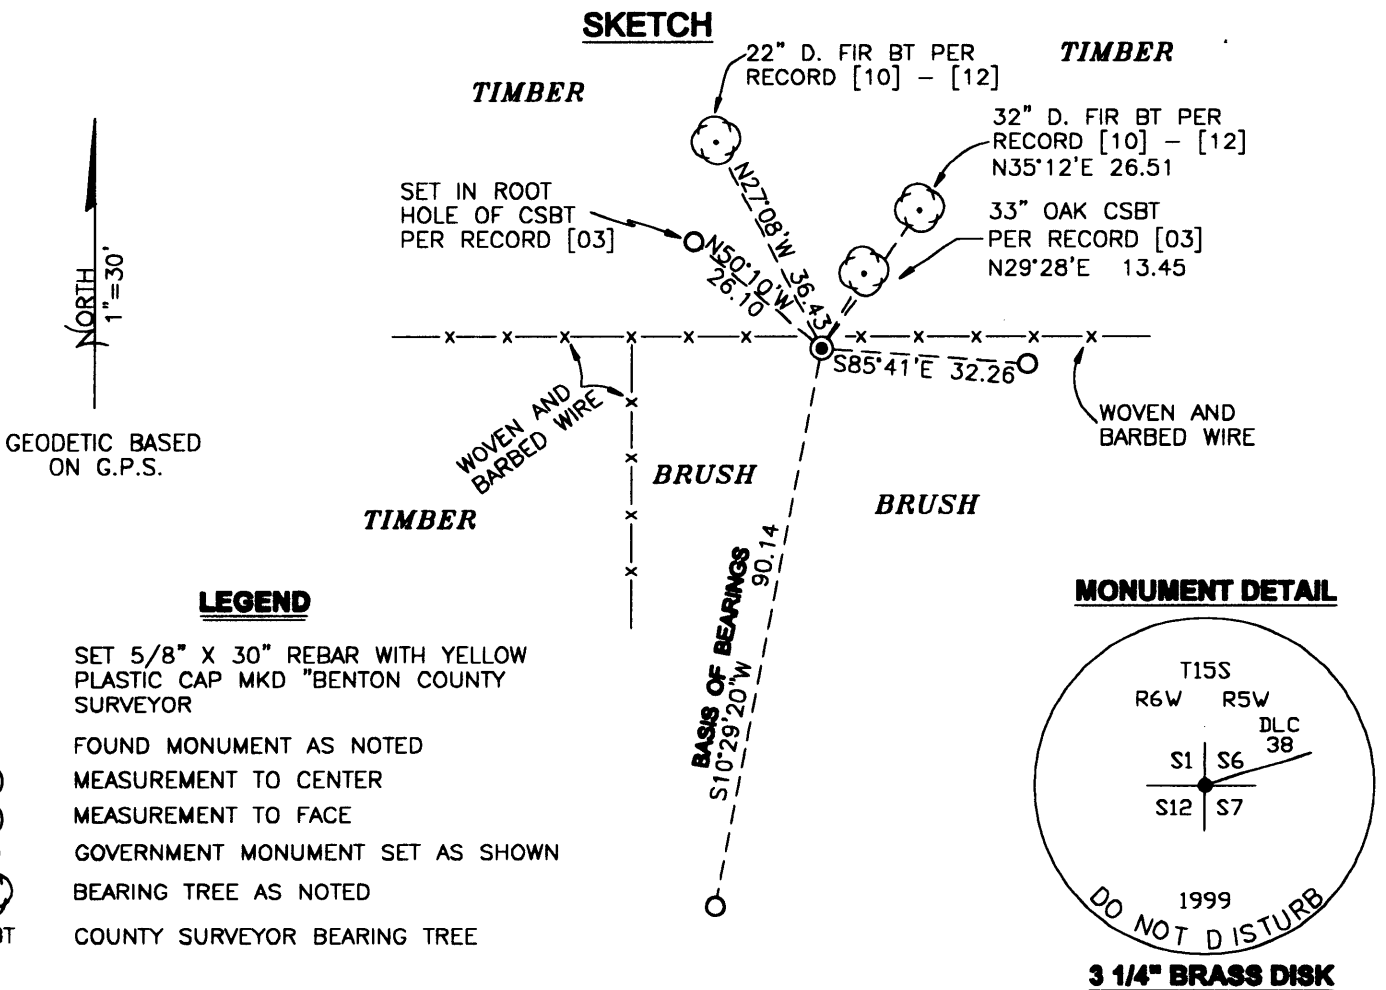 SKETCH
TIMBER
22" D. FIR BT PER
RECORD [10] - [12]
TIMBER
32" D. FIR BT PER
RECORD [10] - [12]
N35°12'E 26.51
SET IN ROOT
HOLE OF CSBT
PER RECORD [03]
33" OAK CSBT
PER RECORD [03]
N29°28'E 13.45
N27°08'W 36.43
N50°10'W
26.10
NORTH
1"=30'
GEODETIC BASED
ON G.P.S.
S85°41'E 32.26
WOVEN AND
BARBED WIRE
WOVEN AND
BARBED WIRE
BRUSH
BRUSH
TIMBER
BASIS OF BEARINGS
S10°29'20"W 90.14
LEGEND
SET 5/8" X 30" REBAR WITH YELLOW
PLASTIC CAP MKD "BENTON COUNTY
SURVEYOR
FOUND MONUMENT AS NOTED
MEASUREMENT TO CENTER
MEASUREMENT TO FACE
GOVERNMENT MONUMENT SET AS SHOWN
BEARING TREE AS NOTED
COUNTY SURVEYOR BEARING TREE
MONUMENT DETAIL
T15S
R6W R5W
DLC
38
S1 S6
S12 S7
1999
DO NOT DISTURB
3 1/4" BRASS DISK